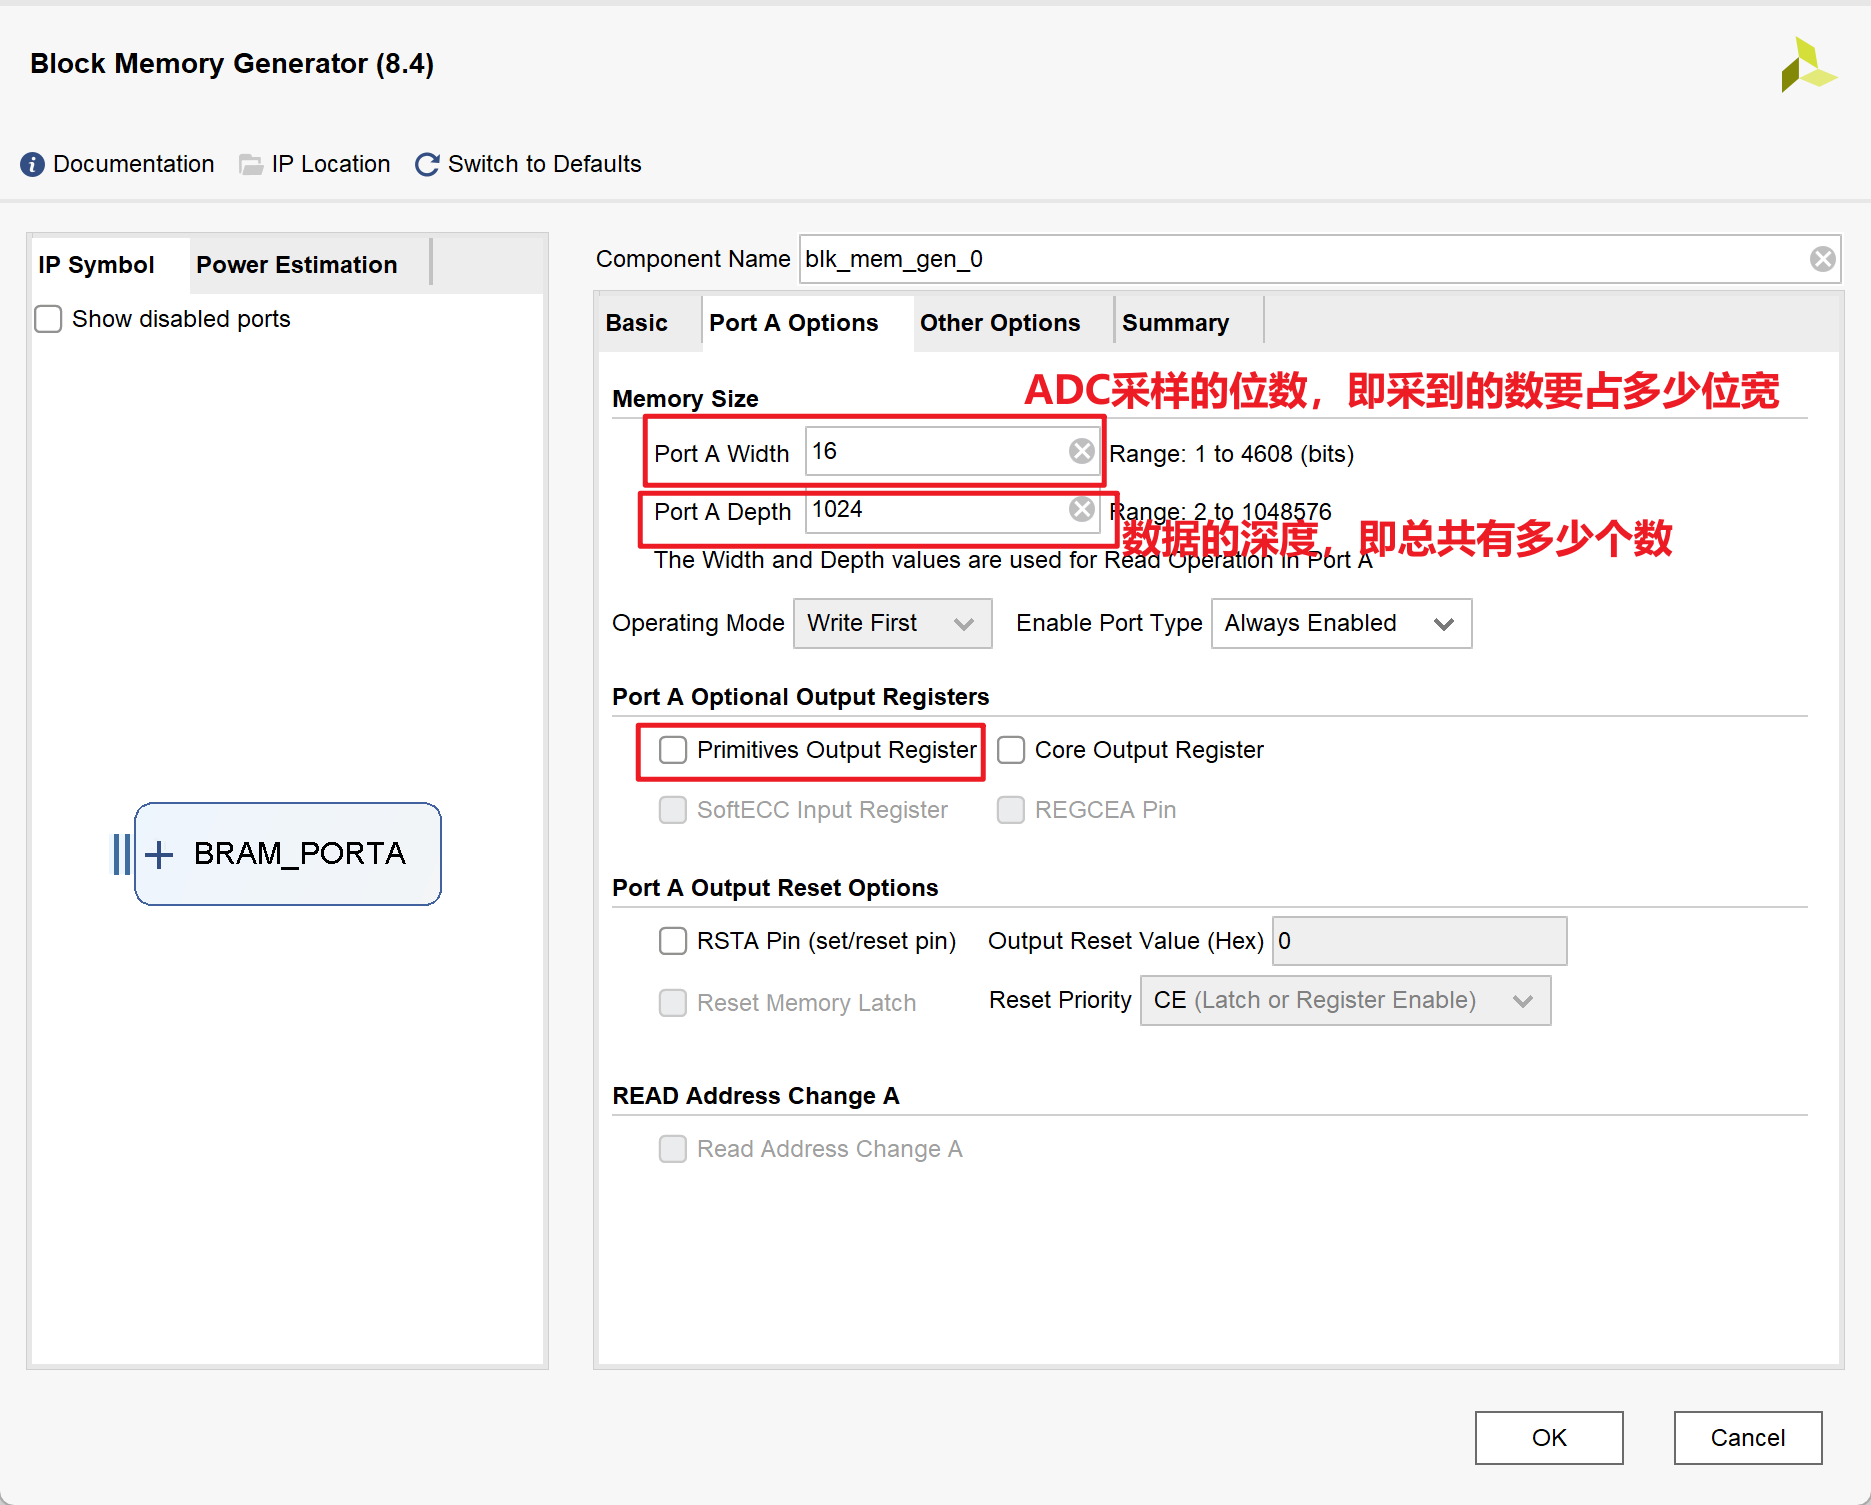 Block Memory Generator (8.4)
Documentation IP Location Switch to Defaults
IP Symbol Power Estimation
Show disabled ports
BRAM_PORTA
Component Name blk_mem_gen_0
Basic Port A Options Other Options Summary
ADC采样的位数，即采到的数要占多少位宽
Memory Size
Port A Width 16 Range: 1 to 4608 (bits)
Port A Depth 1024 Range: 2 to 1048576
数据的深度，即总共有多少个数
The Width and Depth values are used for Read Operation in Port A
Operating Mode Write First Enable Port Type Always Enabled
Port A Optional Output Registers
Primitives Output Register Core Output Register
SoftECC Input Register REGCEA Pin
Port A Output Reset Options
RSTA Pin (set/reset pin) Output Reset Value (Hex) 0
Reset Memory Latch Reset Priority CE (Latch or Register Enable)
READ Address Change A
Read Address Change A
OK Cancel